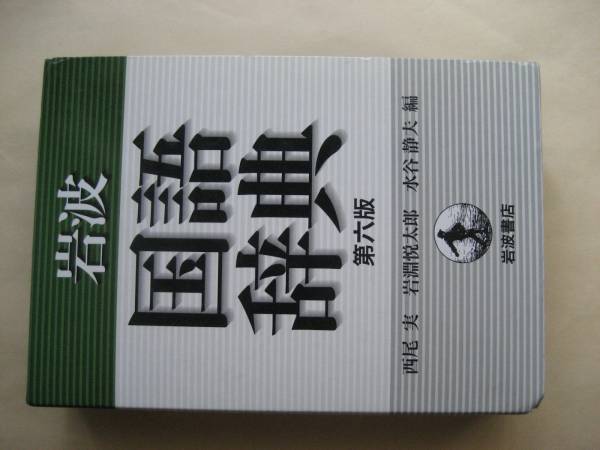 岩波
国語
辞典
第六版
西尾 実 岩淵悦太郎 水谷静夫 編
岩波書店